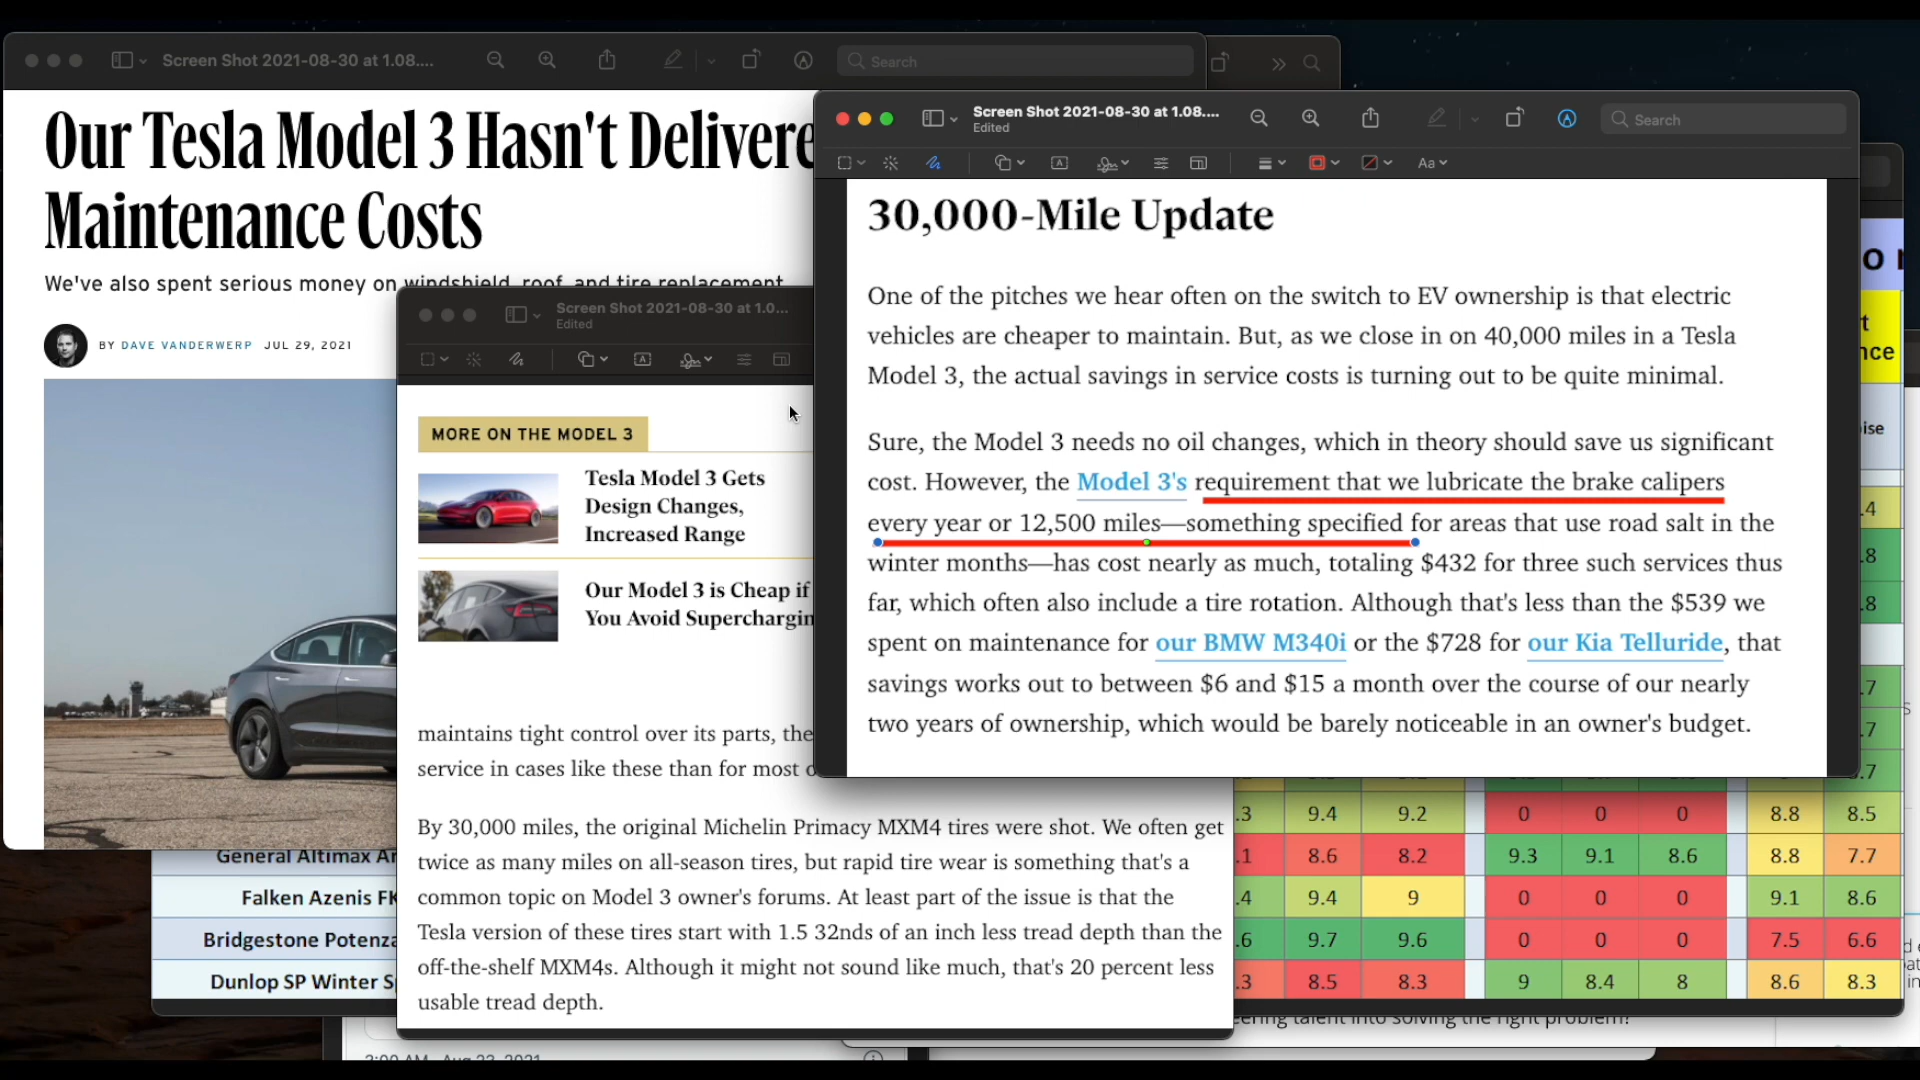 Screen Shot 2021-08-30 at 1.08....
Search
Our Tesla Model 3 Hasn't Delivere
Maintenance Costs
We've also spent serious money on windshield, roof, and tire replacement.
BY DAVE VANDERWERP JUL 29, 2021
Screen Shot 2021-08-30 at 1.0...
Edited
MORE ON THE MODEL 3
Tesla Model 3 Gets
Design Changes,
Increased Range
Our Model 3 is Cheap if
You Avoid Superchargin
maintains tight control over its parts, the
service in cases like these than for most o
By 30,000 miles, the original Michelin Primacy MXM4 tires were shot. We often get
twice as many miles on all-season tires, but rapid tire wear is something that's a
common topic on Model 3 owner's forums. At least part of the issue is that the
Tesla version of these tires start with 1.5 32nds of an inch less tread depth than the
off-the-shelf MXM4s. Although it might not sound like much, that's 20 percent less
usable tread depth.
Screen Shot 2021-08-30 at 1.08....
Edited
Search
Aa
30,000-Mile Update
One of the pitches we hear often on the switch to EV ownership is that electric
vehicles are cheaper to maintain. But, as we close in on 40,000 miles in a Tesla
Model 3, the actual savings in service costs is turning out to be quite minimal.
Sure, the Model 3 needs no oil changes, which in theory should save us significant
cost. However, the Model 3's requirement that we lubricate the brake calipers
every year or 12,500 miles—something specified for areas that use road salt in the
winter months—has cost nearly as much, totaling $432 for three such services thus
far, which often also include a tire rotation. Although that's less than the $539 we
spent on maintenance for our BMW M340i or the $728 for our Kia Telluride, that
savings works out to between $6 and $15 a month over the course of our nearly
two years of ownership, which would be barely noticeable in an owner's budget.
General Altimax Ar
Falken Azenis FK
Bridgestone Potenza
Dunlop SP Winter Sp
.3 9.4 9.2 0 0 0 8.8 8.5
.1 8.6 8.2 9.3 9.1 8.6 8.8 7.7
.4 9.4 9 0 0 0 9.1 8.6
.6 9.7 9.6 0 0 0 7.5 6.6
.3 8.5 8.3 9 8.4 8 8.6 8.3
eering talent into solving the right problem?